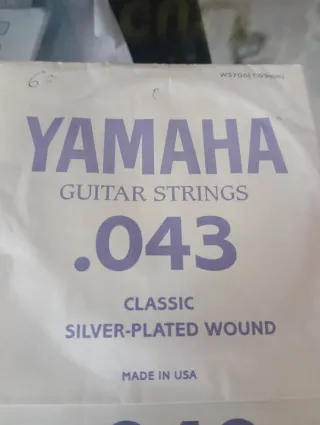 YAMAHA
GUITAR STRINGS
.043
CLASSIC
SILVER-PLATED WOUND
MADE IN USA